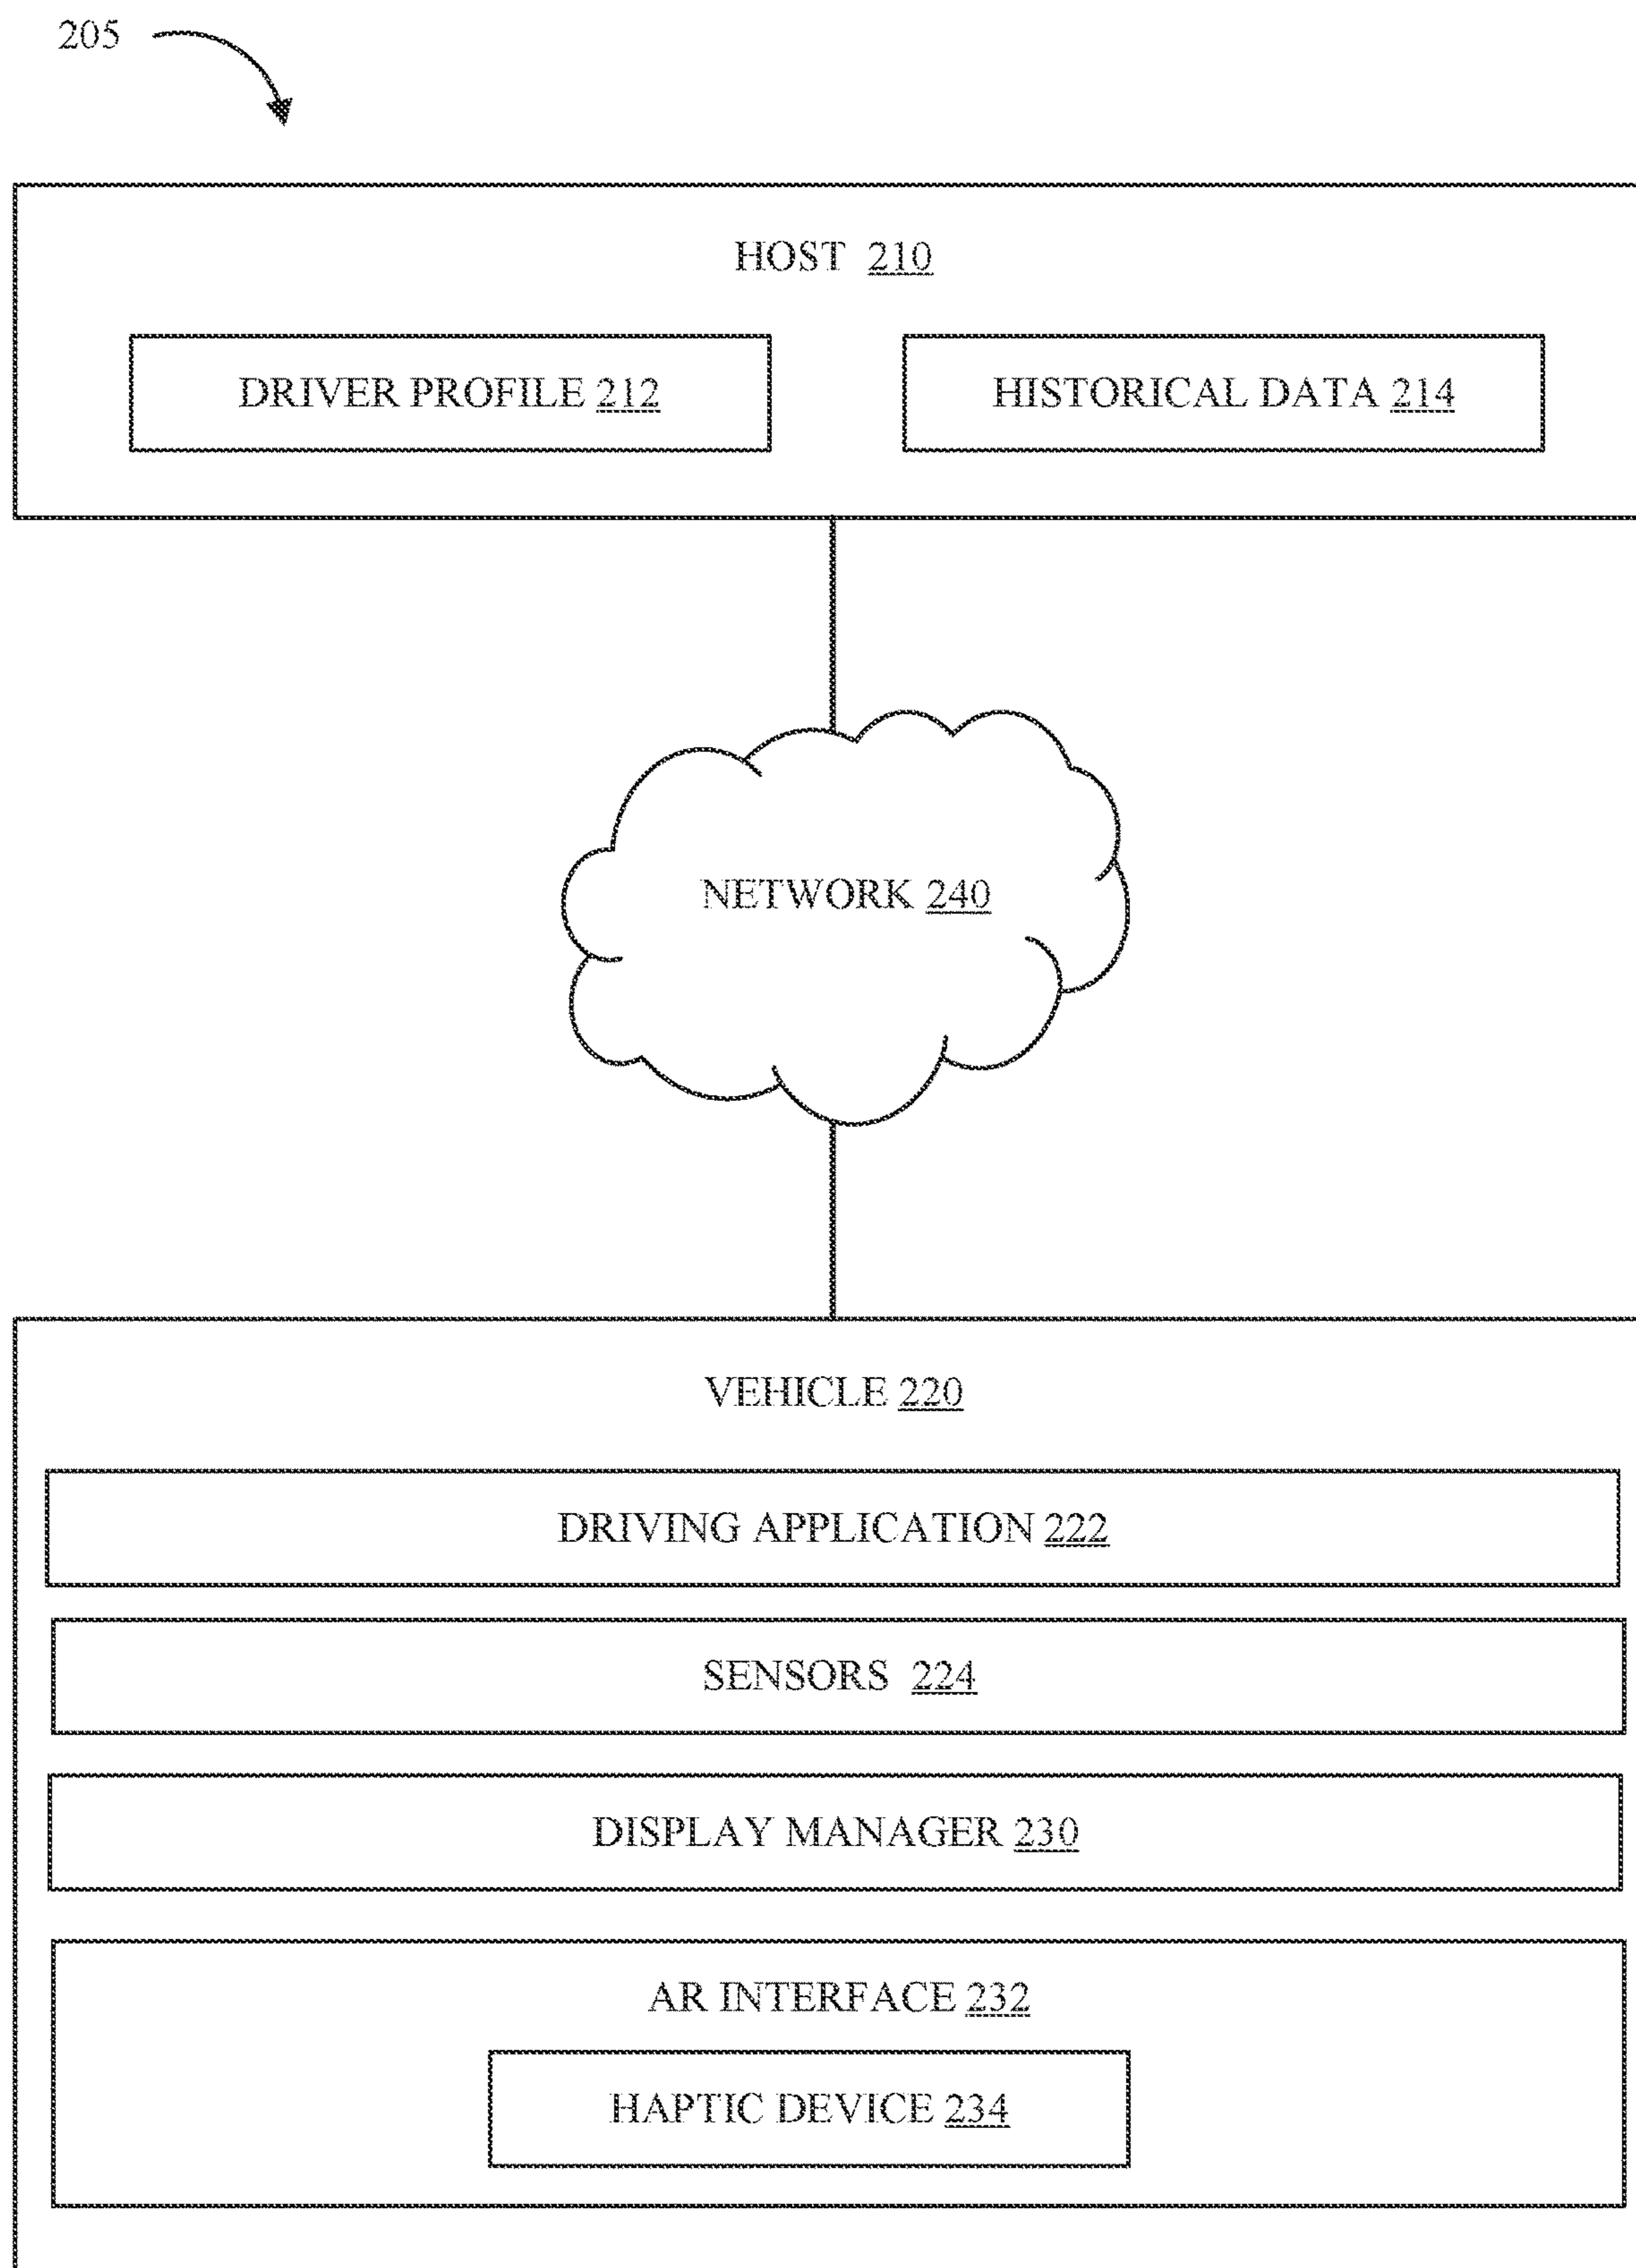 205
HOST 210
DRIVER PROFILE 212
HISTORICAL DATA 214
NETWORK 240
VEHICLE 220
DRIVING APPLICATION 222
SENSORS 224
DISPLAY MANAGER 230
AR INTERFACE 232
HAPTIC DEVICE 234